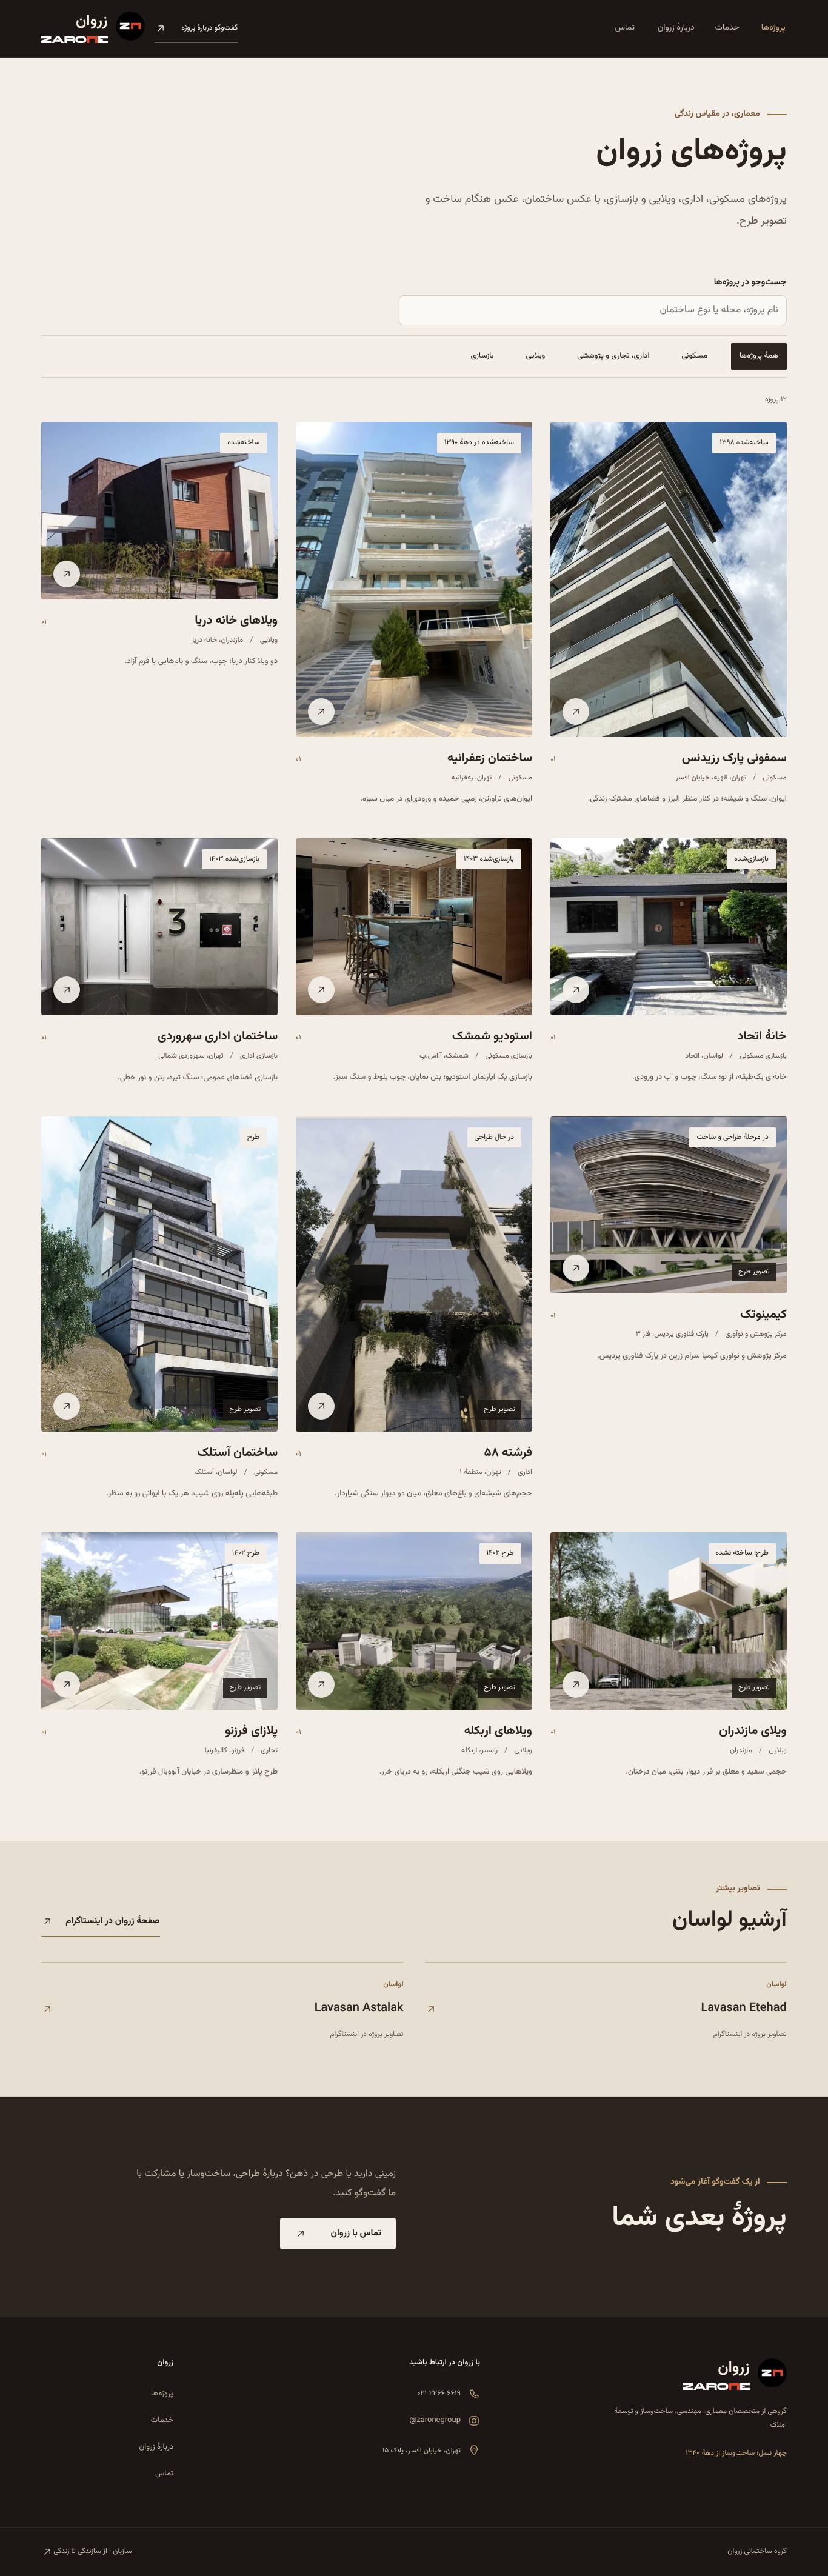 پروژه‌ها
خدمات
دربارهٔ زروان
تماس
گفت‌وگو دربارهٔ پروژه
زروان
ZARONE
معماری، در مقیاس زندگی
پروژه‌های زروان
پروژه‌های مسکونی، اداری، ویلایی و بازسازی، با عکس ساختمان، عکس هنگام ساخت و
تصویر طرح.
جست‌وجو در پروژه‌ها
نام پروژه، محله یا نوع ساختمان
همهٔ پروژه‌ها
مسکونی
اداری، تجاری و پژوهشی
ویلایی
بازسازی
۱۲ پروژه
ساخته‌شده ۱۳۹۸
سمفونی پارک رزیدنس
۰۱
مسکونی / تهران، الهیه، خیابان افسر
ایوان، سنگ و شیشه؛ در کنار منظر البرز و فضاهای مشترک زندگی.
ساخته‌شده در دههٔ ۱۳۹۰
ساختمان زعفرانیه
۰۱
مسکونی / تهران، زعفرانیه
ایوان‌های تراورتن، رمپی خمیده و ورودی‌ای در میان سبزه.
ساخته‌شده
ویلاهای خانه دریا
۰۱
ویلایی / مازندران، خانه دریا
دو ویلا کنار دریا؛ چوب، سنگ و بام‌هایی با فرم آزاد.
بازسازی‌شده
خانهٔ اتحاد
۰۱
بازسازی مسکونی / لواسان، اتحاد
خانه‌ای یک‌طبقه، از نو؛ سنگ، چوب و آب در ورودی.
بازسازی‌شده ۱۴۰۳
استودیو شمشک
۰۱
بازسازی مسکونی / شمشک، آ.اس.پ
بازسازی یک آپارتمان استودیو؛ بتن نمایان، چوب بلوط و سنگ سبز.
بازسازی‌شده ۱۴۰۳
3
ساختمان اداری سهروردی
۰۱
بازسازی اداری / تهران، سهروردی شمالی
بازسازی فضاهای عمومی؛ سنگ تیره، بتن و نور خطی.
در مرحلهٔ طراحی و ساخت
تصویر طرح
کیمینوتک
۰۱
مرکز پژوهش و نوآوری / پارک فناوری پردیس، فاز ۳
مرکز پژوهش و نوآوری کیمیا سرام زرین در پارک فناوری پردیس.
در حال طراحی
تصویر طرح
فرشته ۵۸
۰۱
اداری / تهران، منطقهٔ ۱
حجم‌های شیشه‌ای و باغ‌های معلق، میان دو دیوار سنگی شیاردار.
طرح
تصویر طرح
ساختمان آستلک
۰۱
مسکونی / لواسان، آستلک
طبقه‌هایی پله‌پله روی شیب، هر یک با ایوانی رو به منظر.
طرح؛ ساخته نشده
تصویر طرح
ویلای مازندران
۰۱
ویلایی / مازندران
حجمی سفید و معلق بر فراز دیوار بتنی، میان درختان.
طرح ۱۴۰۲
تصویر طرح
ویلاهای اربکله
۰۱
ویلایی / رامسر، اربکله
ویلاهایی روی شیب جنگلی اربکله، رو به دریای خزر.
طرح ۱۴۰۲
تصویر طرح
پلازای فرزنو
۰۱
تجاری / فرزنو، کالیفرنیا
طرح پلازا و منظرسازی در خیابان آلوویال فرزنو.
تصاویر بیشتر
آرشیو لواسان
صفحهٔ زروان در اینستاگرام
لواسان
Lavasan Etehad
تصاویر پروژه در اینستاگرام
لواسان
Lavasan Astalak
تصاویر پروژه در اینستاگرام
از یک گفت‌وگو آغاز می‌شود
پروژهٔ بعدی شما
زمینی دارید یا طرحی در ذهن؟ دربارهٔ طراحی، ساخت‌وساز یا مشارکت با
ما گفت‌وگو کنید.
تماس با زروان
زروان
ZARONE
گروهی از متخصصان معماری، مهندسی، ساخت‌وساز و توسعهٔ
املاک
چهار نسل؛ ساخت‌وساز از دههٔ ۱۳۴۰
با زروان در ارتباط باشید
۰۲۱ ۲۲۶۶ ۶۶۱۹
@zaronegroup
تهران، خیابان افسر، پلاک ۱۵
زروان
پروژه‌ها
خدمات
دربارهٔ زروان
تماس
گروه ساختمانی زروان
سازیان · از سازندگی تا زندگی